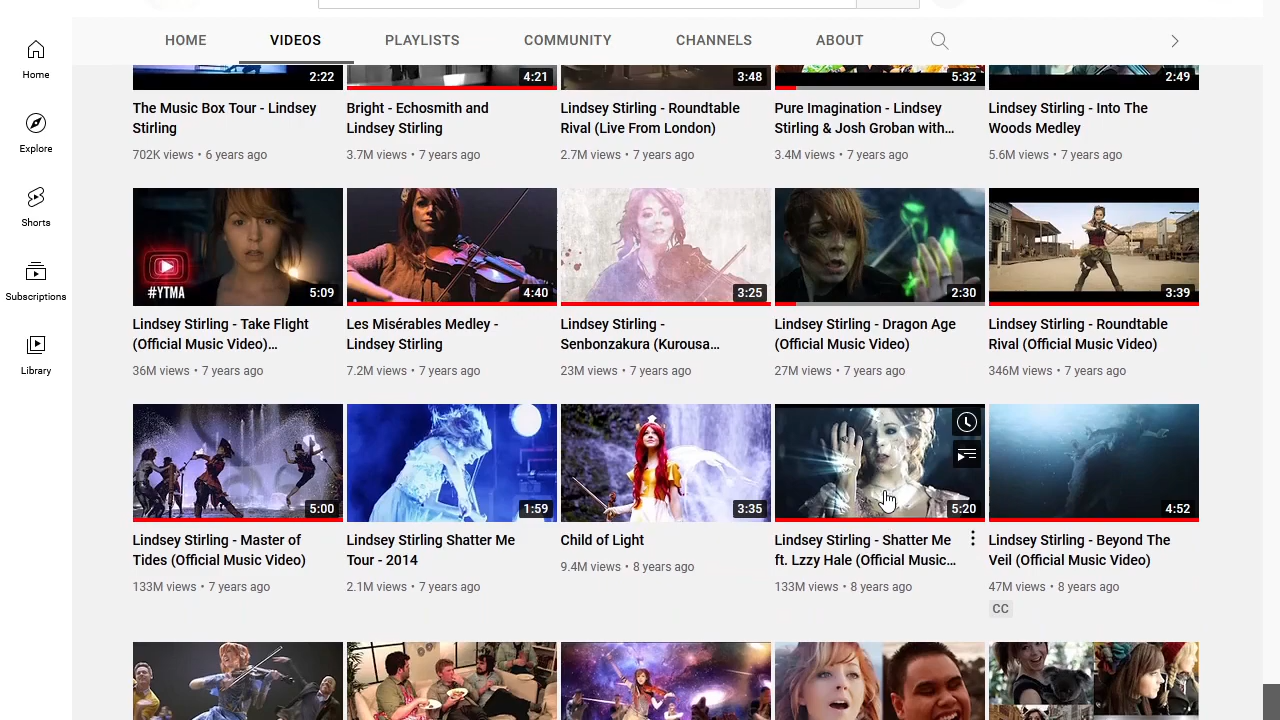 HOME
VIDEOS
PLAYLISTS
COMMUNITY
CHANNELS
ABOUT
Home
Explore
Shorts
Subscriptions
Library
2:22
4:21
3:48
5:32
2:49
The Music Box Tour - Lindsey
Stirling
702K views • 6 years ago
Bright - Echosmith and
Lindsey Stirling
3.7M views • 7 years ago
Lindsey Stirling - Roundtable
Rival (Live From London)
2.7M views • 7 years ago
Pure Imagination - Lindsey
Stirling & Josh Groban with…
3.4M views • 7 years ago
Lindsey Stirling - Into The
Woods Medley
5.6M views • 7 years ago
#YTMA
5:09
4:40
3:25
2:30
3:39
Lindsey Stirling - Take Flight
(Official Music Video)…
36M views • 7 years ago
Les Misérables Medley -
Lindsey Stirling
7.2M views • 7 years ago
Lindsey Stirling -
Senbonzakura (Kurousa…
23M views • 7 years ago
Lindsey Stirling - Dragon Age
(Official Music Video)
27M views • 7 years ago
Lindsey Stirling - Roundtable
Rival (Official Music Video)
346M views • 7 years ago
5:00
1:59
3:35
5:20
4:52
Lindsey Stirling - Master of
Tides (Official Music Video)
133M views • 7 years ago
Lindsey Stirling Shatter Me
Tour - 2014
2.1M views • 7 years ago
Child of Light
9.4M views • 8 years ago
Lindsey Stirling - Shatter Me
ft. Lzzy Hale (Official Music…
133M views • 8 years ago
Lindsey Stirling - Beyond The
Veil (Official Music Video)
47M views • 8 years ago
CC